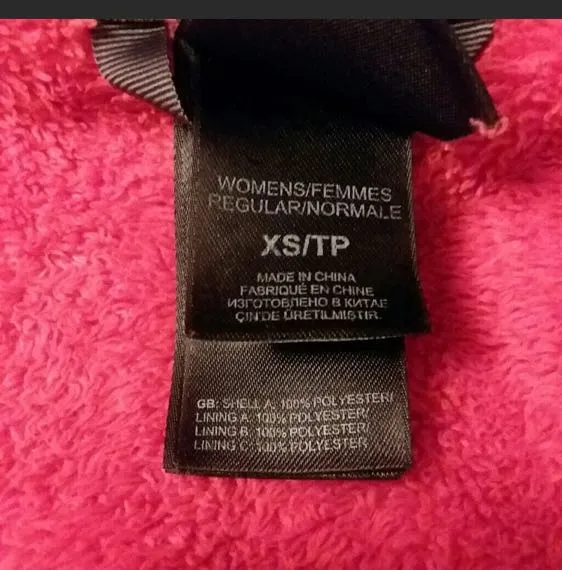 WOMENS/FEMMES
REGULAR/NORMALE
XS/TP
MADE IN CHINA
FABRIQUÉ EN CHINE
ИЗГОТОВЛЕНО В КИТАЕ
ÇIN'DE ÜRETILMIŞTIR.
GB: SHELL A: 100% POLYESTER/
LINING A: 100% POLYESTER/
LINING B: 100% POLYESTER/
LINING C: 100% POLYESTER